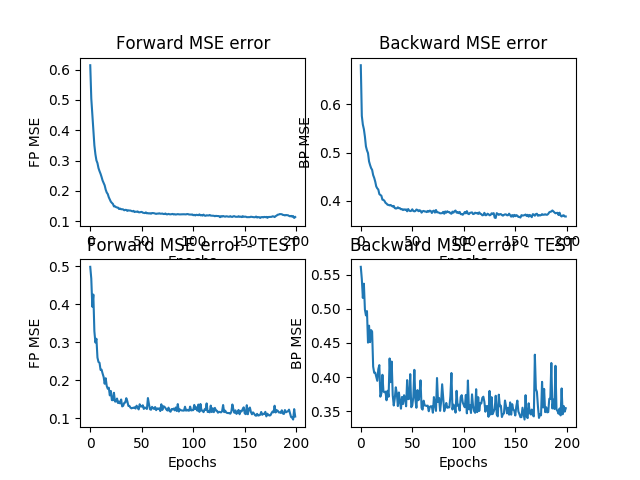 Forward MSE error
Backward MSE error
FP MSE
0.6
0.5
0.4
0.3
0.2
0.1
0 50 100 150 200
Epochs
BP MSE
0.6
0.5
0.4
0 50 100 150 200
Epochs
Forward MSE error - TEST
Backward MSE error - TEST
FP MSE
0.5
0.4
0.3
0.2
0.1
0 50 100 150 200
Epochs
BP MSE
0.55
0.50
0.45
0.40
0.35
0 50 100 150 200
Epochs